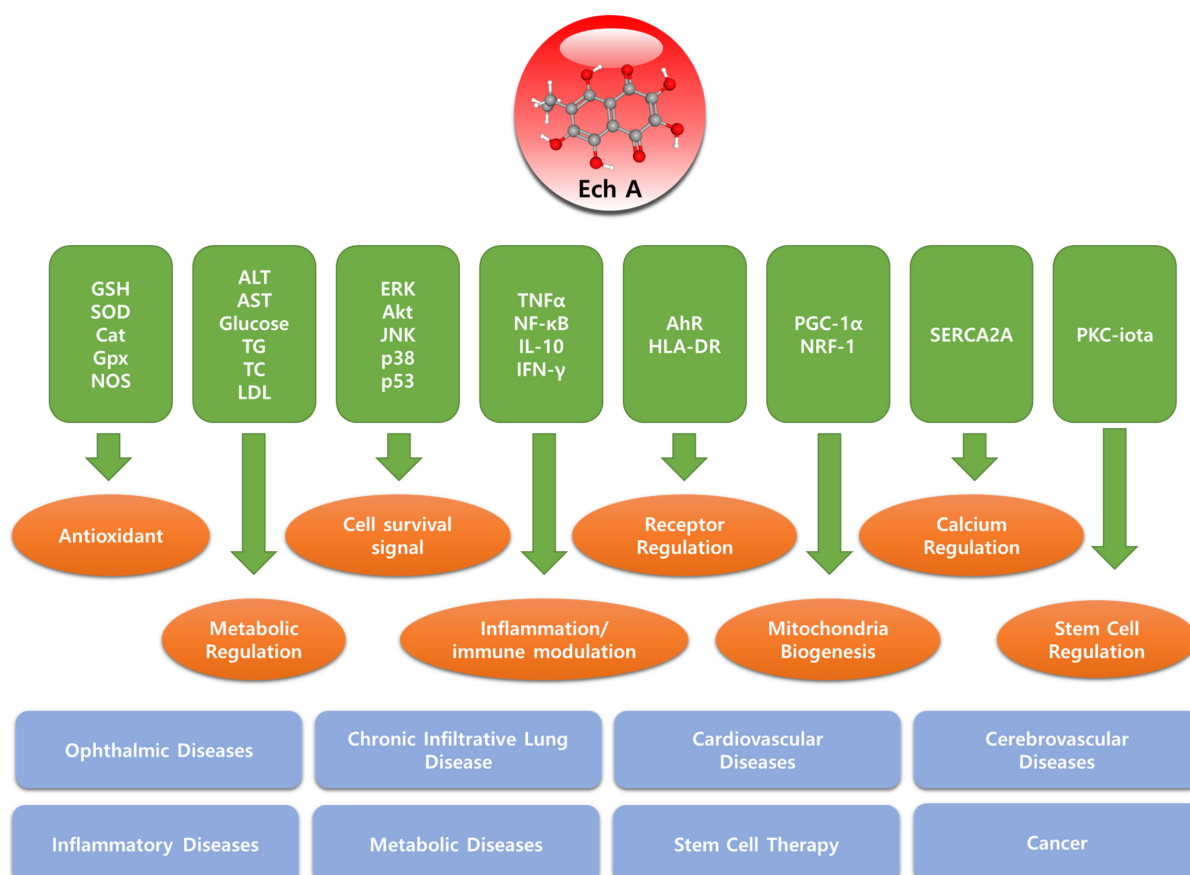 Ech A
GSH
SOD
Cat
Gpx
NOS
ALT
AST
Glucose
TG
TC
LDL
ERK
Akt
JNK
p38
p53
TNFα
NF-κB
IL-10
IFN-γ
AhR
HLA-DR
PGC-1α
NRF-1
SERCA2A
PKC-iota
Antioxidant
Cell survival
signal
Receptor
Regulation
Calcium
Regulation
Metabolic
Regulation
Inflammation/
immune modulation
Mitochondria
Biogenesis
Stem Cell
Regulation
Ophthalmic Diseases
Chronic Infiltrative Lung
Disease
Cardiovascular
Diseases
Cerebrovascular
Diseases
Inflammatory Diseases
Metabolic Diseases
Stem Cell Therapy
Cancer